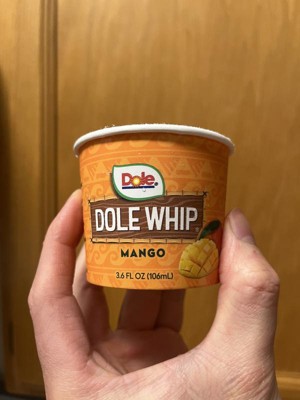 Dole®
DOLE WHIP
MANGO
3.6 FL OZ (106mL)